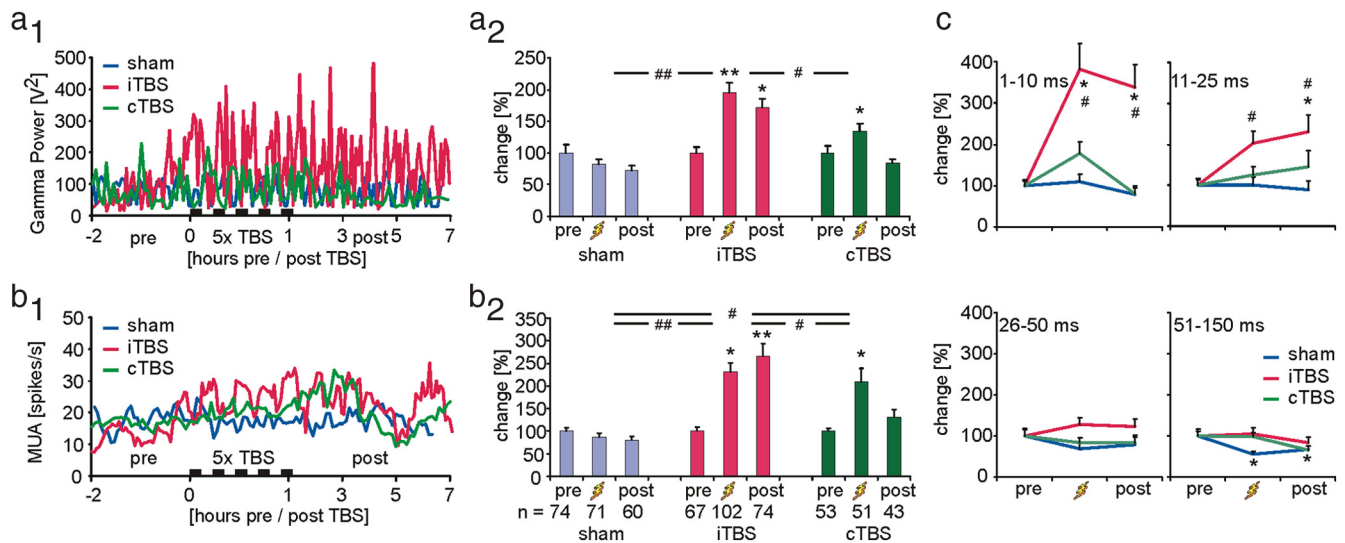 a1
Gamma Power [V2]
500
400
300
200
100
0
sham
iTBS
cTBS
-2 pre 0 5x TBS 1 3 post 5 7
[hours pre / post TBS]
a2
change [%]
250
200
150
100
50
0
## #
** * *
pre post pre post pre post
sham iTBS cTBS
b1
MUA [spikes/s]
50
40
30
20
10
0
sham
iTBS
cTBS
pre 5x TBS post
-2 0 1 3 5 7
[hours pre / post TBS]
b2
change [%]
350
300
250
200
150
100
50
0
#
## #
* ** *
pre post pre post pre post
n = 74 71 60 67 102 74 53 51 43
sham iTBS cTBS
c
change [%]
400
300
200
100
0
1-10 ms
*
#
*
#
11-25 ms
#
#
*
change [%]
400
300
200
100
0
26-50 ms
51-150 ms
sham
iTBS
cTBS
* *
pre post pre post